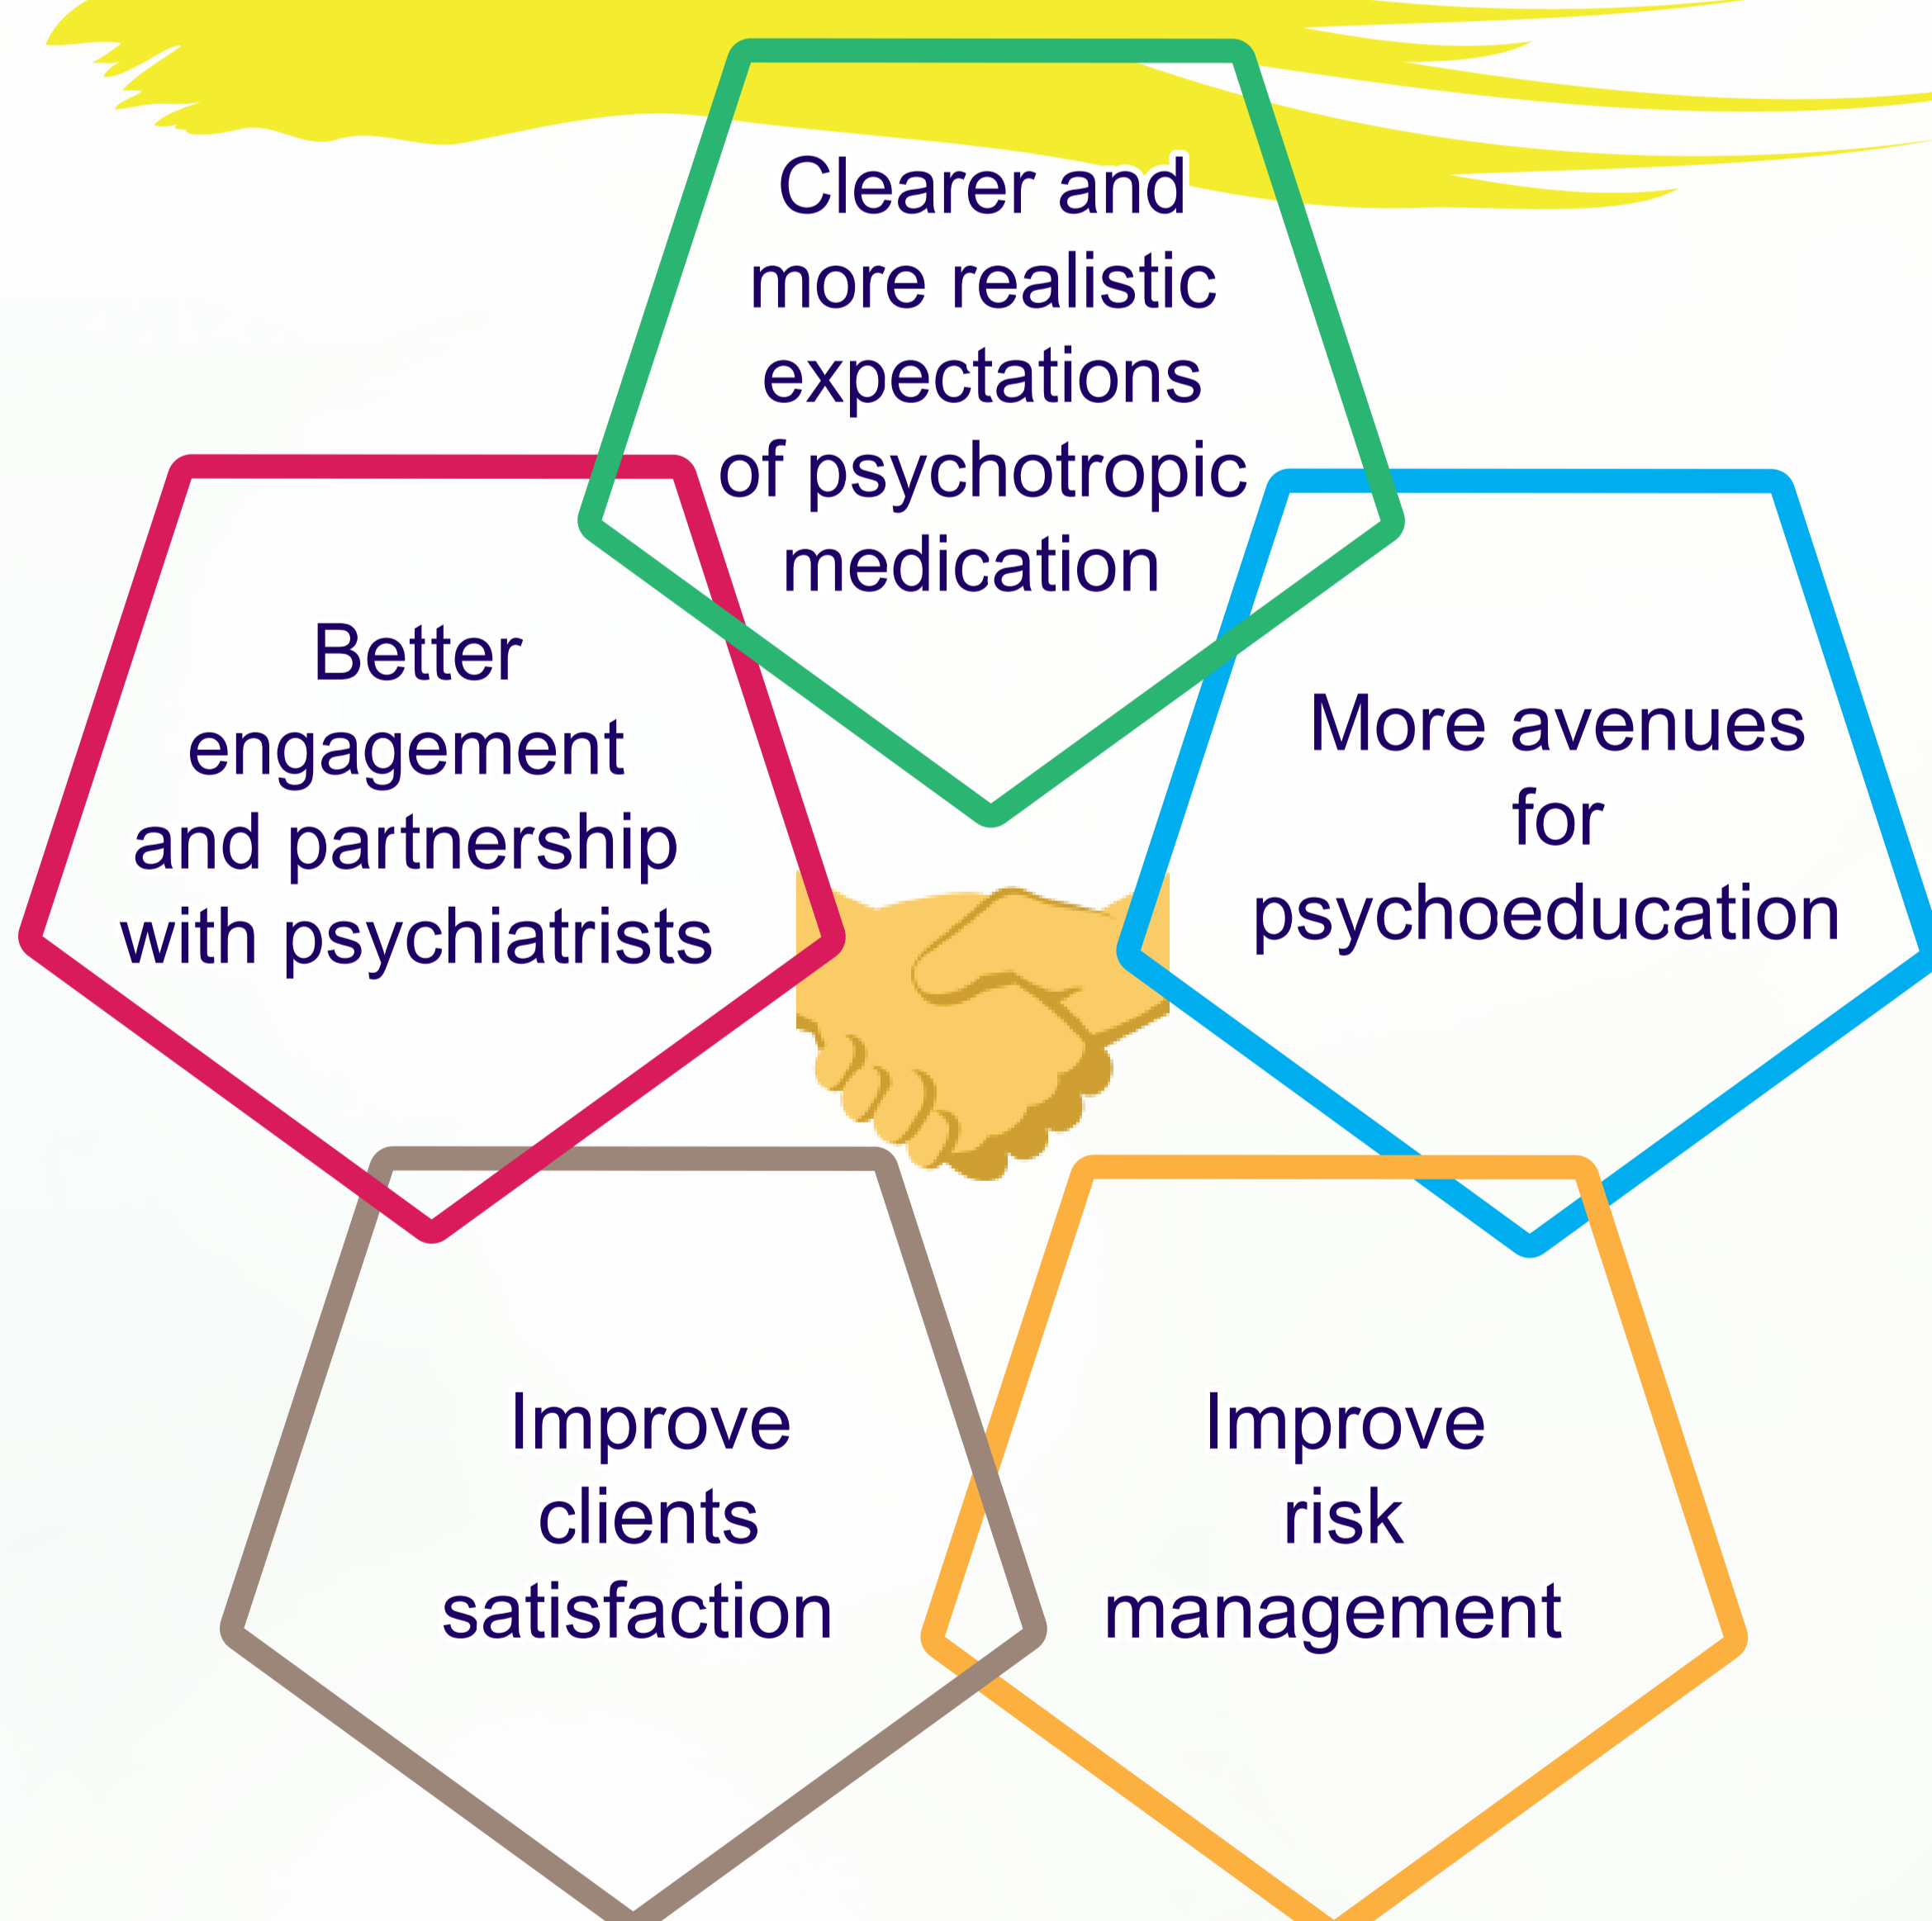 Clearer and
more realistic
expectations
of psychotropic
medication
Better
engagement
and partnership
with psychiatrists
More avenues
for
psychoeducation
Improve
clients
satisfaction
Improve
risk
management